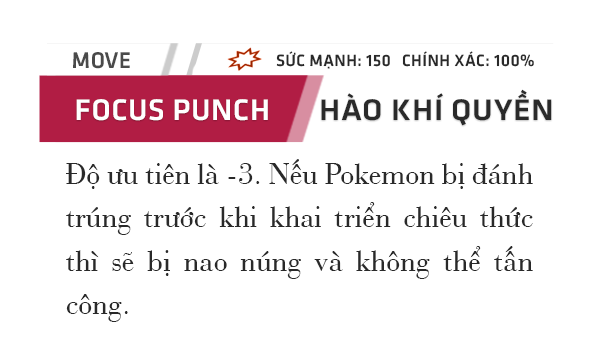 MOVE SỨC MẠNH: 150 CHÍNH XÁC: 100%
FOCUS PUNCH HÀO KHÍ QUYỀN
Độ ưu tiên là -3. Nếu Pokemon bị đánh
trúng trước khi khai triển chiêu thức
thì sẽ bị nao núng và không thể tấn
công.